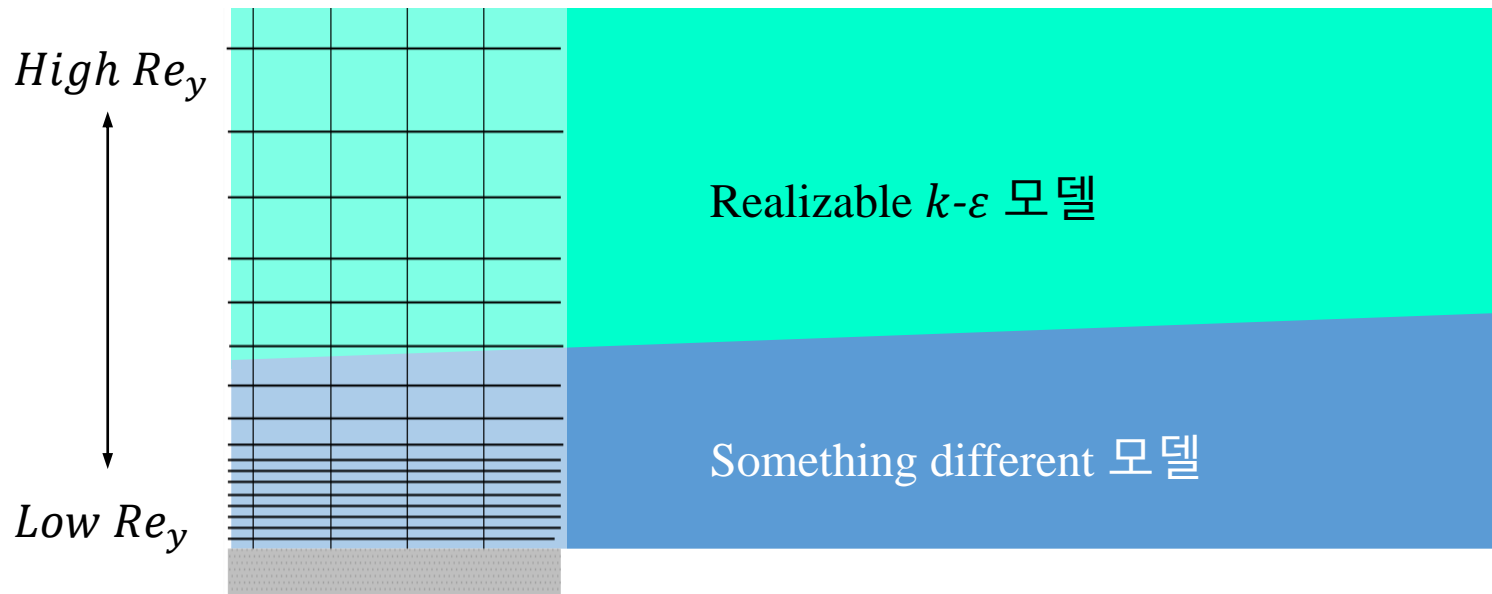 High Re_y
Realizable k-ε 모델
Something different 모델
Low Re_y